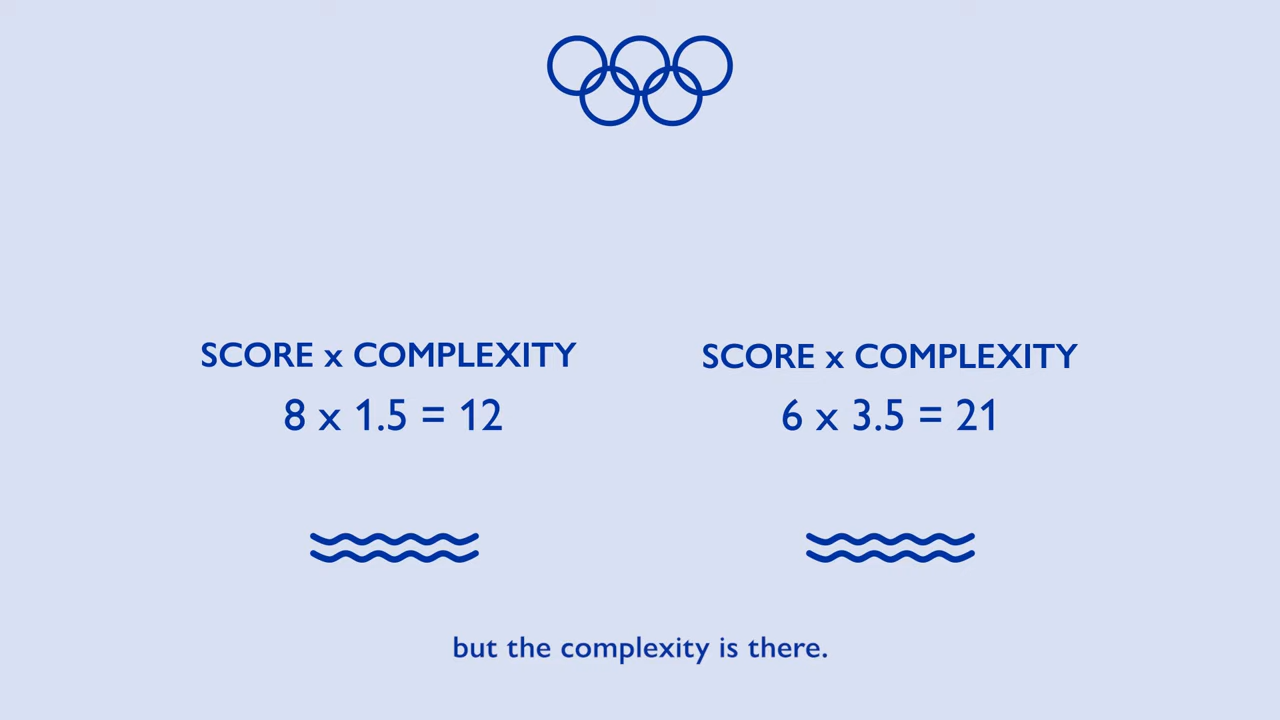 SCORE x COMPLEXITY
8 x 1.5 = 12
SCORE x COMPLEXITY
6 x 3.5 = 21
but the complexity is there.